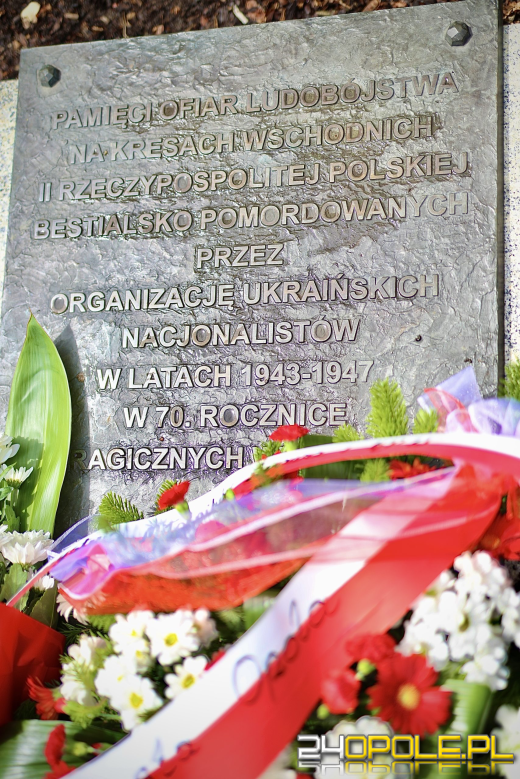 PAMIĘCI OFIAR LUDOBÓJSTWA
NA KRESACH WSCHODNICH
II RZECZYPOSPOLITEJ POLSKIEJ
BESTIALSKO POMORDOWANYCH
PRZEZ
ORGANIZACJĘ UKRAIŃSKICH
NACJONALISTÓW
W LATACH 1943-1947
W 70. ROCZNICĘ
RAGICZNYCH
24OPOLE.PL